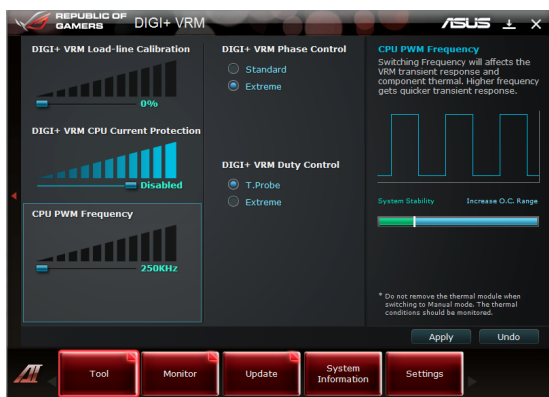 REPUBLIC OF
GAMERS
DIGI+ VRM
ASUS
DIGI+ VRM Load-line Calibration
0%
DIGI+ VRM CPU Current Protection
Disabled
CPU PWM Frequency
250KHz
DIGI+ VRM Phase Control
Standard
Extreme
DIGI+ VRM Duty Control
T.Probe
Extreme
CPU PWM Frequency
Switching Frequency will affects the
VRM transient response and
component thermal. Higher frequency
gets quicker transient response.
System Stability
Increase O.C. Range
* Do not remove the thermal module when
switching to Manual mode. The thermal
conditions should be monitored.
Apply
Undo
Tool
Monitor
Update
System
Information
Settings